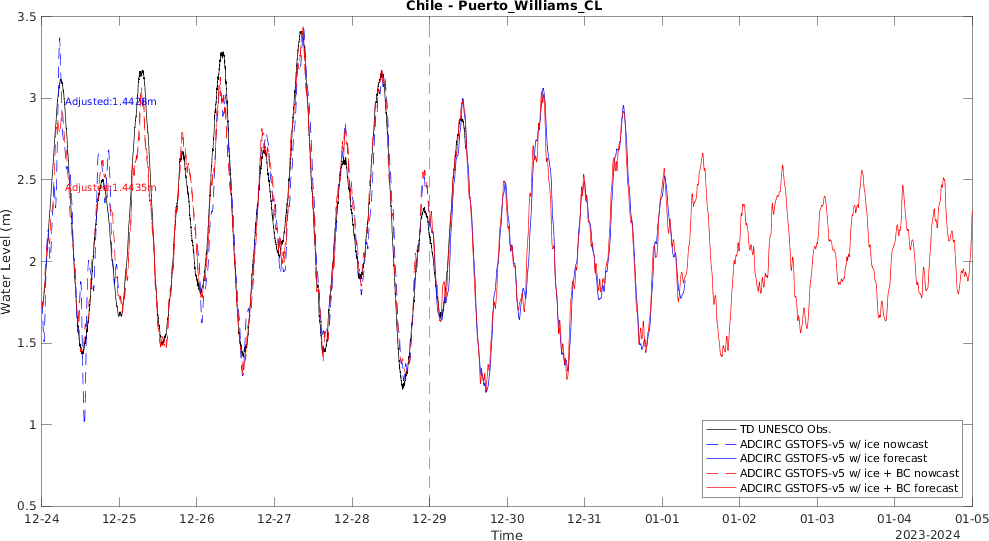 Chile - Puerto_Williams_CL
3.5
3
2.5
2
1.5
1
0.5
Water Level (m)
Adjusted:1.4428m
Adjusted:1.4435m
TD UNESCO Obs.
ADCIRC GSTOFS-v5 w/ ice nowcast
ADCIRC GSTOFS-v5 w/ ice forecast
ADCIRC GSTOFS-v5 w/ ice + BC nowcast
ADCIRC GSTOFS-v5 w/ ice + BC forecast
12-24 12-25 12-26 12-27 12-28 12-29 12-30 12-31 01-01 01-02 01-03 01-04 01-05
Time
2023-2024